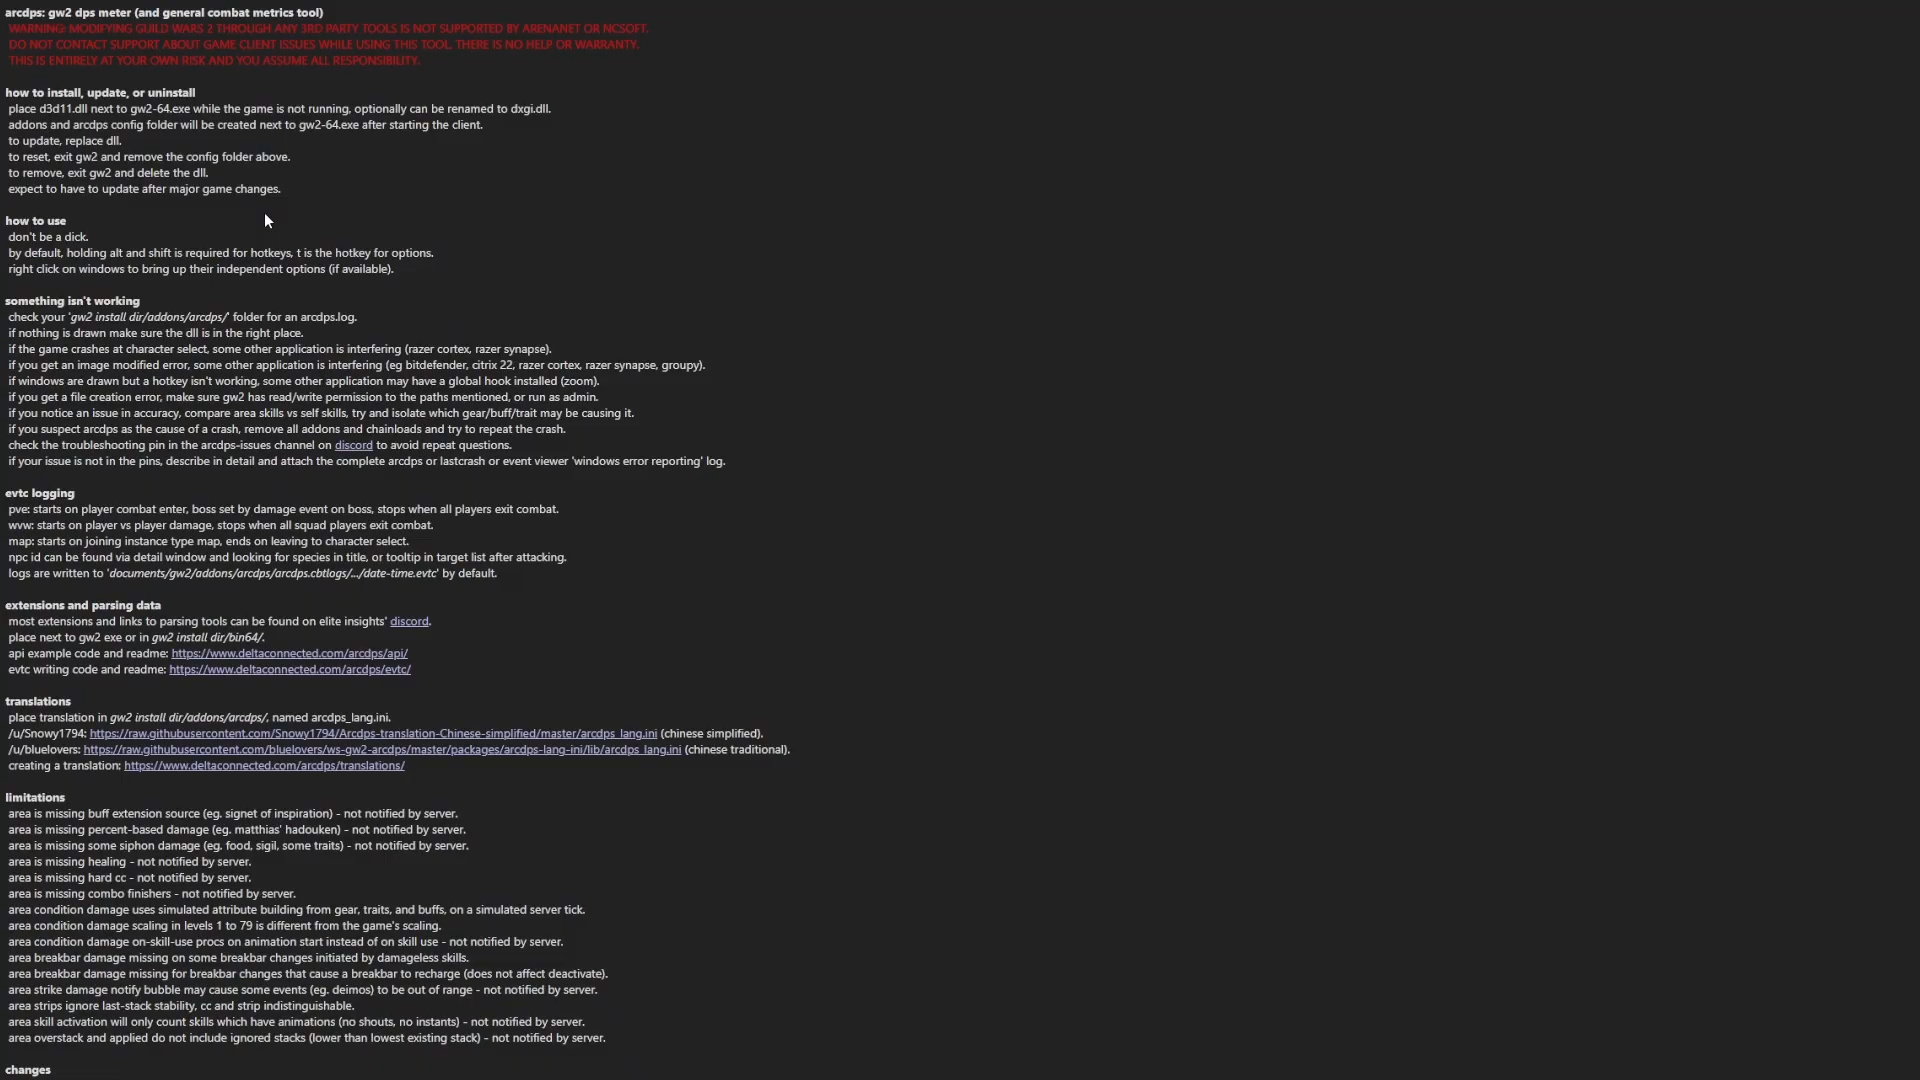 arcdps: gw2 dps meter (and general combat metrics tool)
WARNING: MODIFYING GUILD WARS 2 THROUGH ANY 3RD PARTY TOOLS IS NOT SUPPORTED BY ARENANET OR NCSOFT.
DO NOT CONTACT SUPPORT ABOUT GAME CLIENT ISSUES WHILE USING THIS TOOL. THERE IS NO HELP OR WARRANTY.
THIS IS ENTIRELY AT YOUR OWN RISK AND YOU ASSUME ALL RESPONSIBILITY.
how to install, update, or uninstall
place d3d11.dll next to gw2-64.exe while the game is not running, optionally can be renamed to dxgi.dll.
addons and arcdps config folder will be created next to gw2-64.exe after starting the client.
to update, replace dll.
to reset, exit gw2 and remove the config folder above.
to remove, exit gw2 and delete the dll.
expect to have to update after major game changes.
how to use
don't be a dick.
by default, holding alt and shift is required for hotkeys, t is the hotkey for options.
right click on windows to bring up their independent options (if available).
something isn't working
check your 'gw2 install dir/addons/arcdps/' folder for an arcdps.log.
if nothing is drawn make sure the dll is in the right place.
if the game crashes at character select, some other application is interfering (razer cortex, razer synapse).
if you get an image modified error, some other application is interfering (eg bitdefender, citrix 22, razer cortex, razer synapse, groupy).
if windows are drawn but a hotkey isn't working, some other application may have a global hook installed (zoom).
if you get a file creation error, make sure gw2 has read/write permission to the paths mentioned, or run as admin.
if you notice an issue in accuracy, compare area skills vs self skills, try and isolate which gear/buff/trait may be causing it.
if you suspect arcdps as the cause of a crash, remove all addons and chainloads and try to repeat the crash.
check the troubleshooting pin in the arcdps-issues channel on discord to avoid repeat questions.
if your issue is not in the pins, describe in detail and attach the complete arcdps or lastcrash or event viewer 'windows error reporting' log.
evtc logging
pve: starts on player combat enter, boss set by damage event on boss, stops when all players exit combat.
wvw: starts on player vs player damage, stops when all squad players exit combat.
map: starts on joining instance type map, ends on leaving to character select.
npc id can be found via detail window and looking for species in title, or tooltip in target list after attacking.
logs are written to 'documents/gw2/addons/arcdps/arcdps.cbtlogs/.../date-time.evtc' by default.
extensions and parsing data
most extensions and links to parsing tools can be found on elite insights' discord.
place next to gw2 exe or in gw2 install dir/bin64/.
api example code and readme: https://www.deltaconnected.com/arcdps/api/
evtc writing code and readme: https://www.deltaconnected.com/arcdps/evtc/
translations
place translation in gw2 install dir/addons/arcdps/, named arcdps_lang.ini.
/u/Snowy1794: https://raw.githubusercontent.com/Snowy1794/Arcdps-translation-Chinese-simplified/master/arcdps_lang.ini (chinese simplified).
/u/bluelovers: https://raw.githubusercontent.com/bluelovers/ws-gw2-arcdps/master/packages/arcdps-lang-ini/lib/arcdps_lang.ini (chinese traditional).
creating a translation: https://www.deltaconnected.com/arcdps/translations/
limitations
area is missing buff extension source (eg. signet of inspiration) - not notified by server.
area is missing percent-based damage (eg. matthias' hadouken) - not notified by server.
area is missing some siphon damage (eg. food, sigil, some traits) - not notified by server.
area is missing healing - not notified by server.
area is missing hard cc - not notified by server.
area is missing combo finishers - not notified by server.
area condition damage uses simulated attribute building from gear, traits, and buffs, on a simulated server tick.
area condition damage scaling in levels 1 to 79 is different from the game's scaling.
area condition damage on-skill-use procs on animation start instead of on skill use - not notified by server.
area breakbar damage missing on some breakbar changes initiated by damageless skills.
area breakbar damage missing for breakbar changes that cause a breakbar to recharge (does not affect deactivate).
area strike damage notify bubble may cause some events (eg. deimos) to be out of range - not notified by server.
area strips ignore last-stack stability, cc and strip indistinguishable.
area skill activation will only count skills which have animations (no shouts, no instants) - not notified by server.
area overstack and applied do not include ignored stacks (lower than lowest existing stack) - not notified by server.
changes